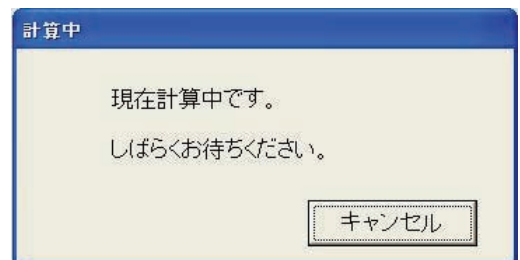 計算中
現在計算中です。
しばらくお待ちください。
キャンセル